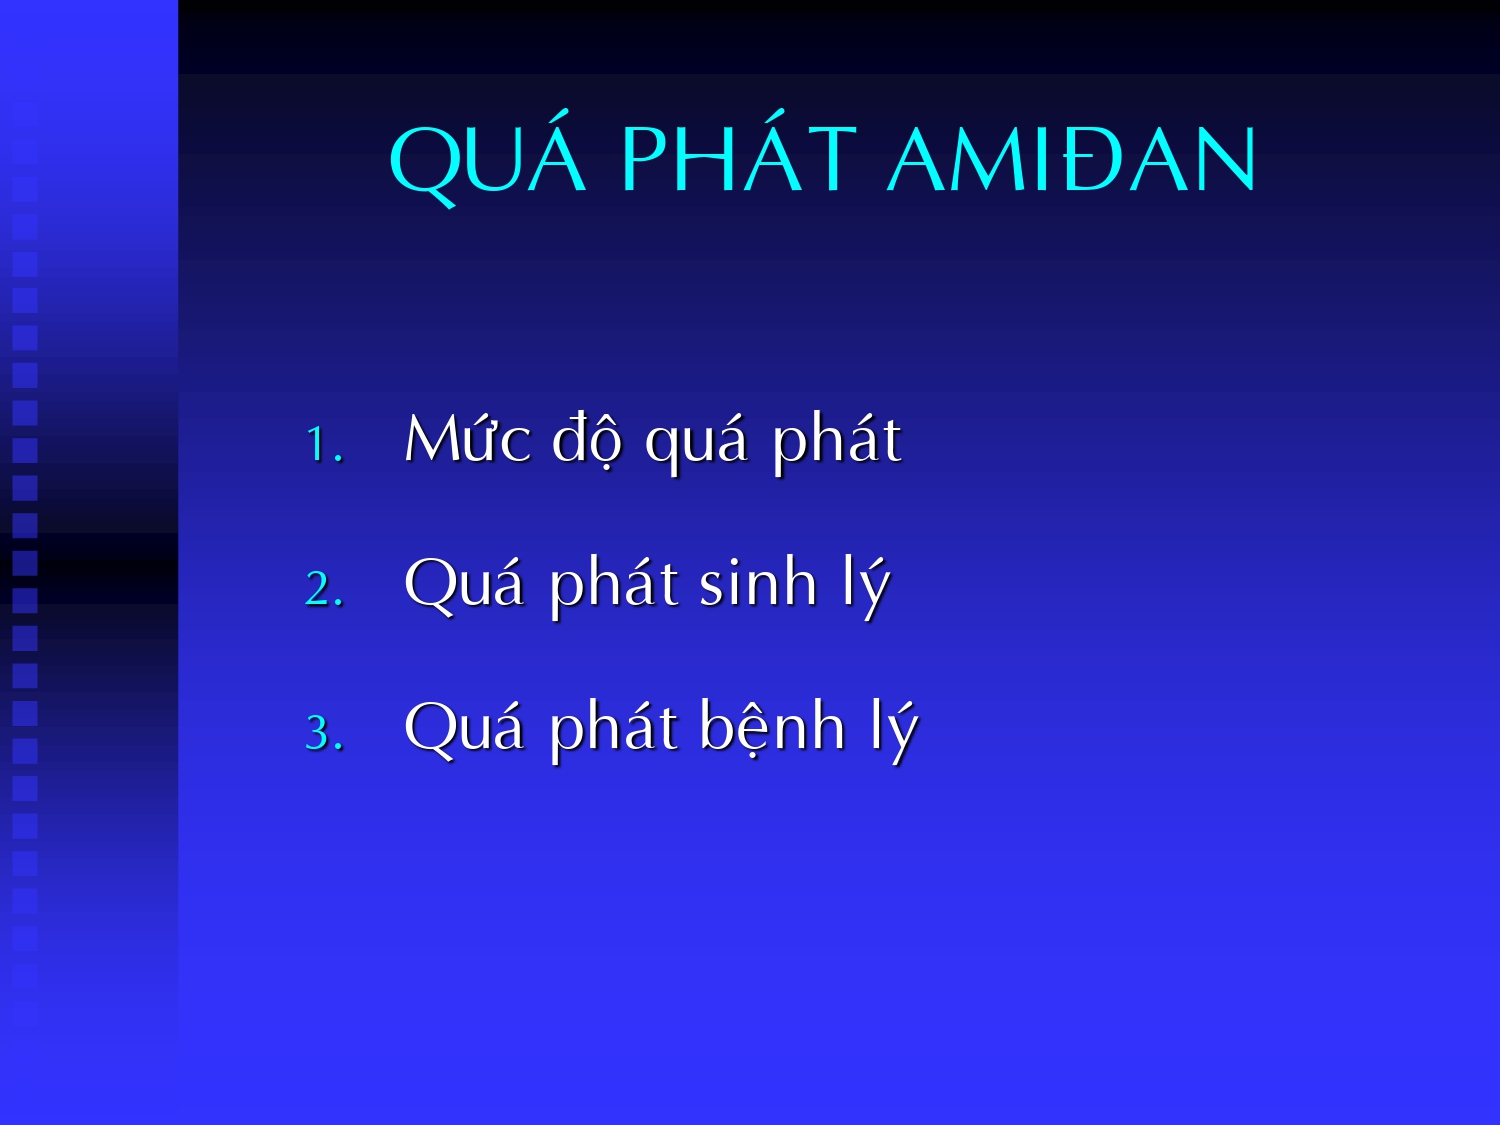 QUÁ PHÁT AMIĐAN
1. Mức độ quá phát
2. Quá phát sinh lý
3. Quá phát bệnh lý